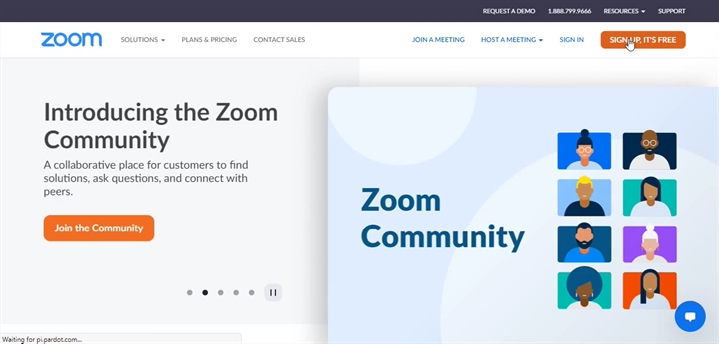 REQUEST A DEMO 1.888.799.9666 RESOURCES SUPPORT
zoom SOLUTIONS PLANS & PRICING CONTACT SALES JOIN A MEETING HOST A MEETING SIGN IN SIGN UP, IT'S FREE
Introducing the Zoom
Community
A collaborative place for customers to find
solutions, ask questions, and connect with
peers.
Join the Community
Zoom
Community
Waiting for pi.pardot.com...